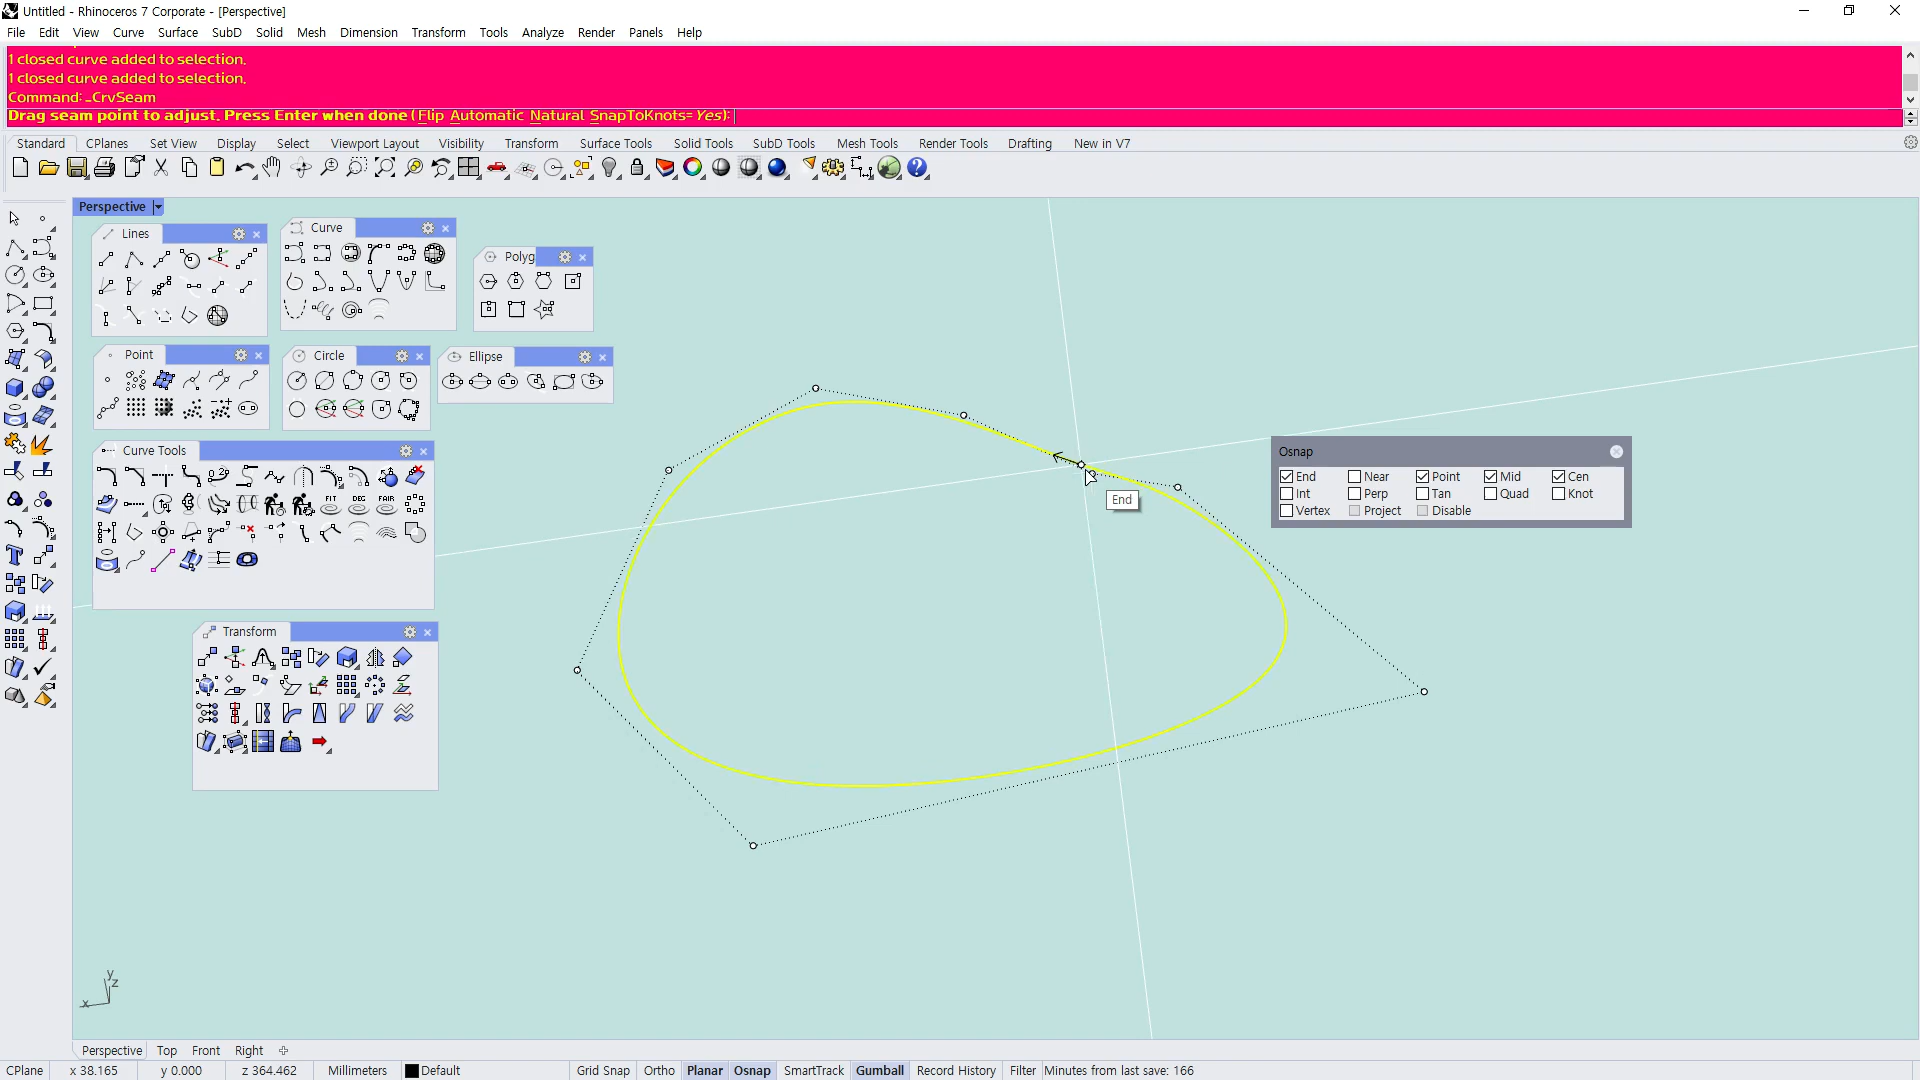 Untitled - Rhinoceros 7 Corporate - [Perspective]
File Edit View Curve Surface SubD Solid Mesh Dimension Transform Tools Analyze Render Panels Help
1 closed curve added to selection.
1 closed curve added to selection.
Command: _CrvSeam
Drag seam point to adjust. Press Enter when done ( Flip Automatic Natural SnapToKnots= Yes):
Standard CPlanes Set View Display Select Viewport Layout Visibility Transform Surface Tools Solid Tools SubD Tools Mesh Tools Render Tools Drafting New in V7
Perspective
Lines
Curve
Polyg
Point
Circle
Ellipse
Curve Tools
FIT DEG FAIR
Transform
End
Osnap
End Near Point Mid Cen
Int Perp Tan Quad Knot
Vertex Project Disable
y
z
x
Perspective Top Front Right
CPlane x 38.165 y 0.000 z 364.462 Millimeters Default Grid Snap Ortho Planar Osnap SmartTrack Gumball Record History Filter Minutes from last save: 166